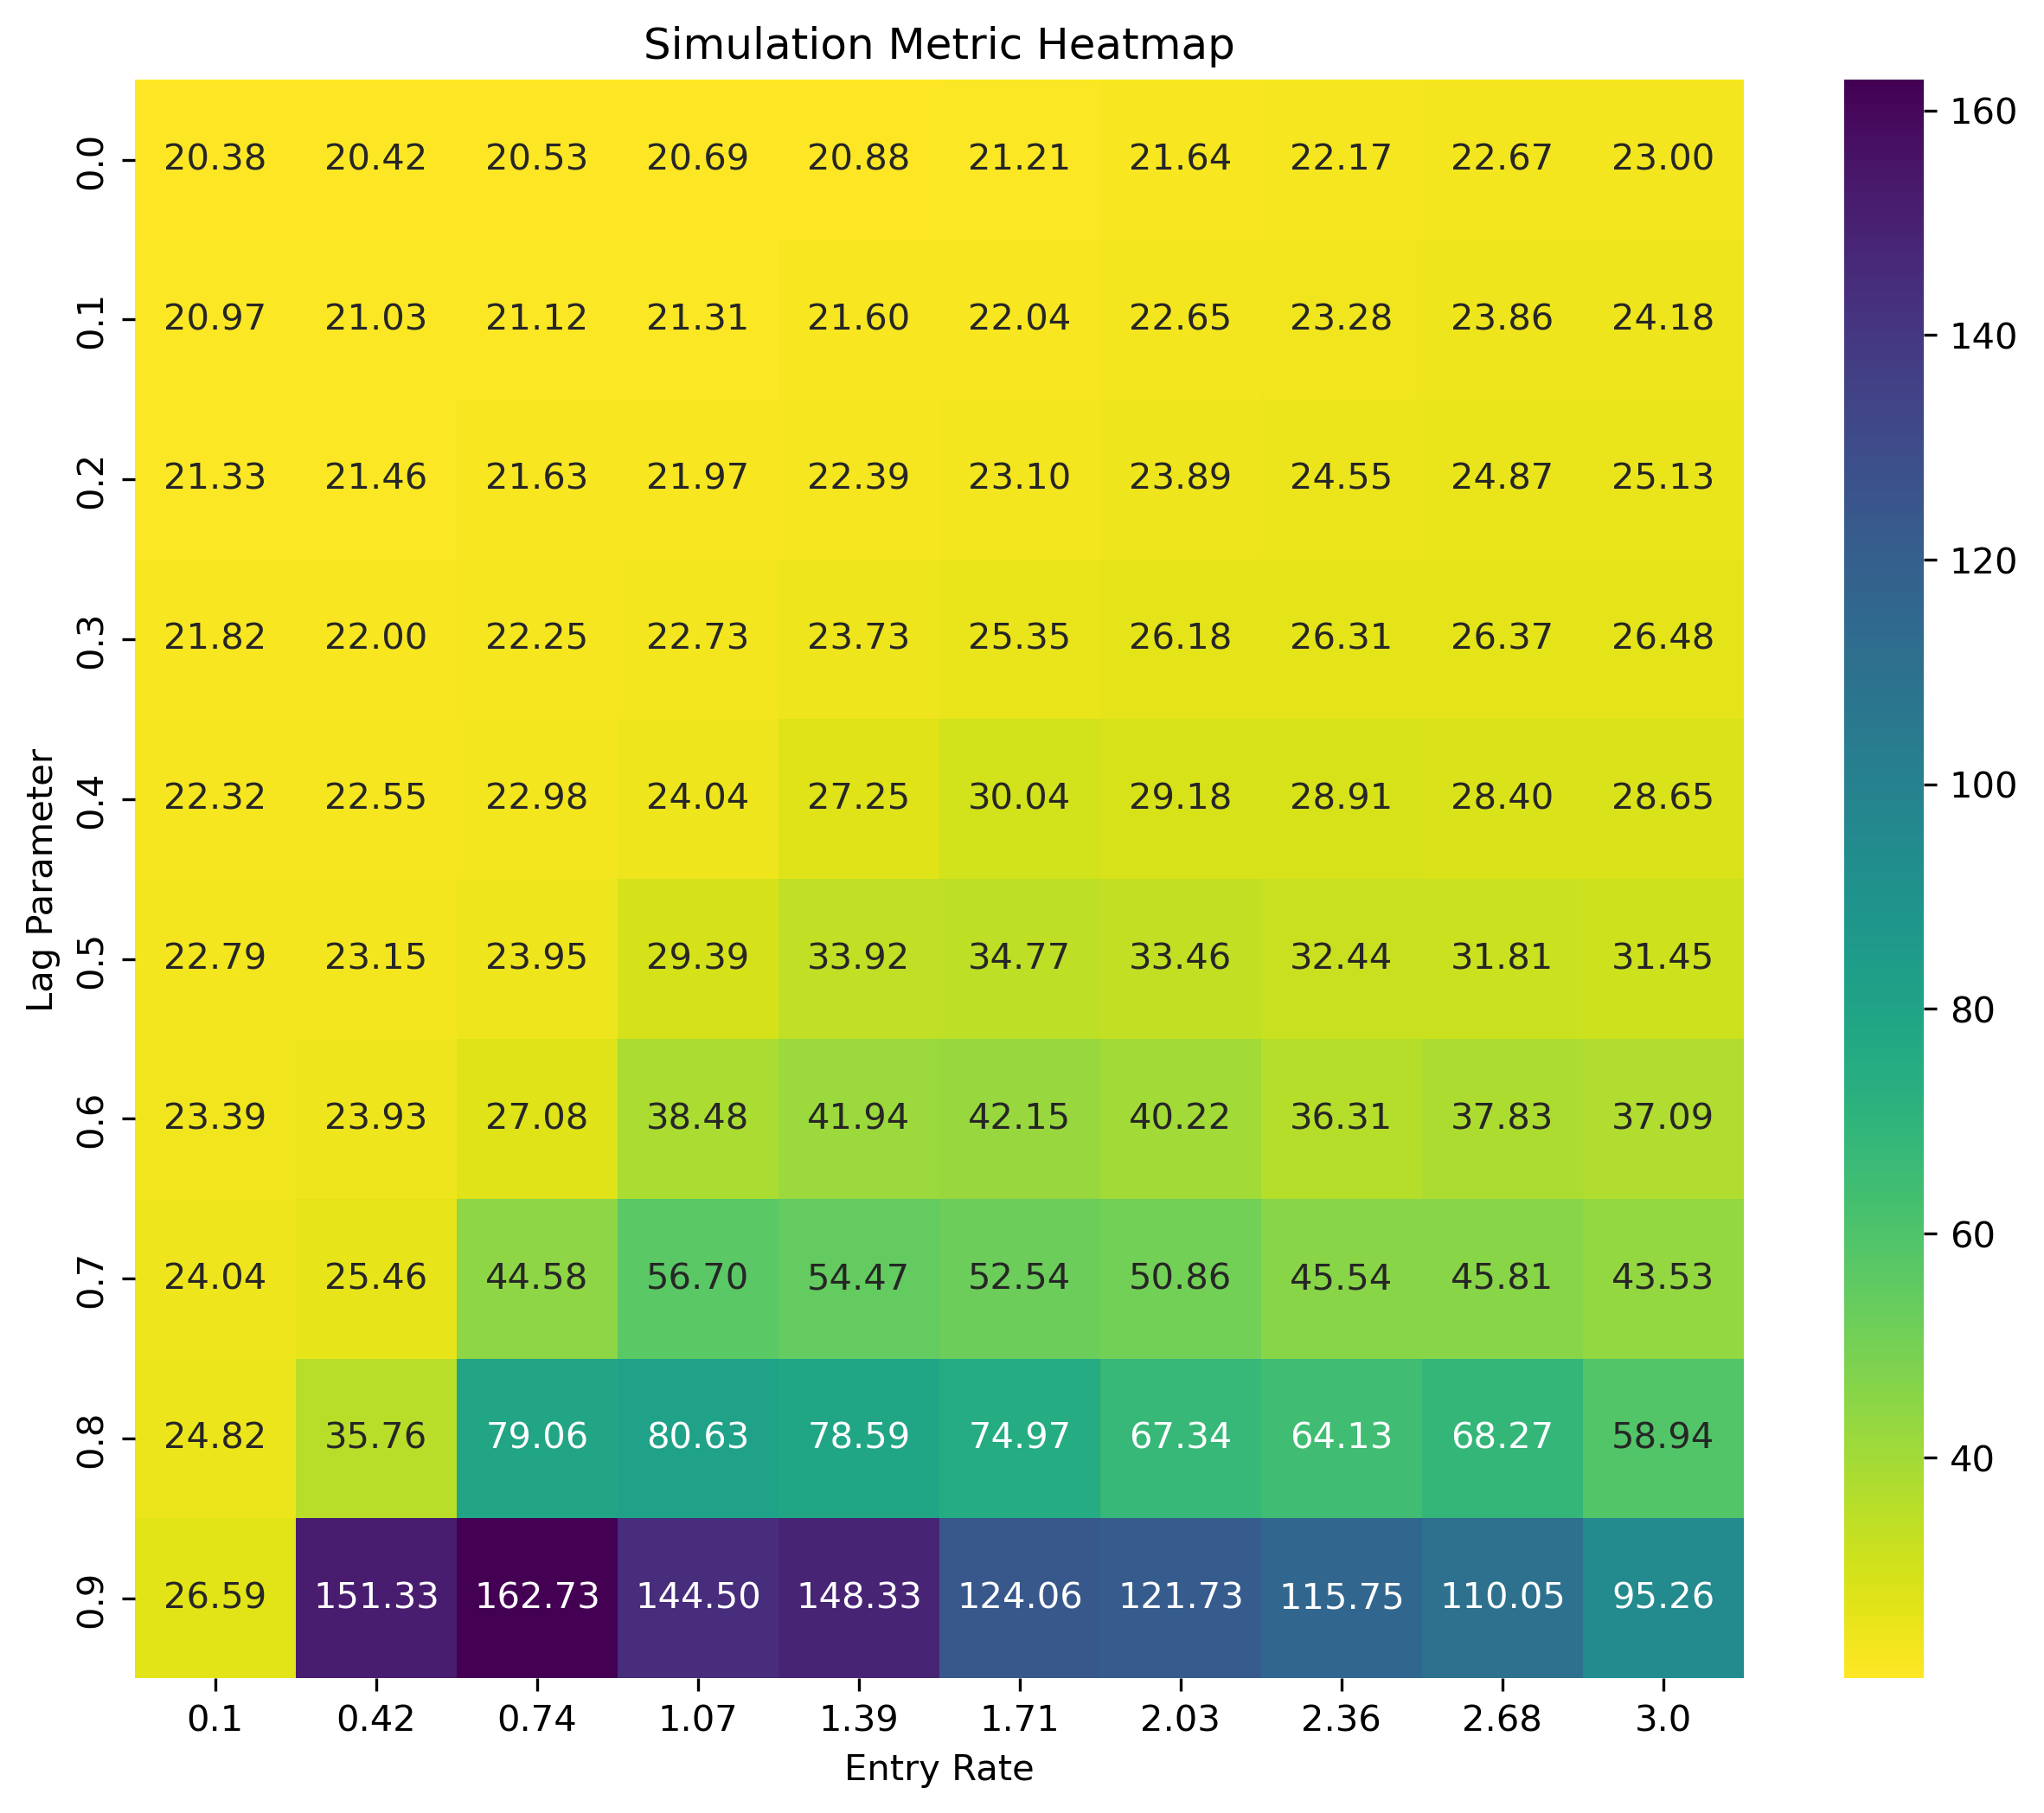 Simulation Metric Heatmap
0.0 20.38 20.42 20.53 20.69 20.88 21.21 21.64 22.17 22.67 23.00
0.1 20.97 21.03 21.12 21.31 21.60 22.04 22.65 23.28 23.86 24.18
0.2 21.33 21.46 21.63 21.97 22.39 23.10 23.89 24.55 24.87 25.13
0.3 21.82 22.00 22.25 22.73 23.73 25.35 26.18 26.31 26.37 26.48
0.4 22.32 22.55 22.98 24.04 27.25 30.04 29.18 28.91 28.40 28.65
0.5 22.79 23.15 23.95 29.39 33.92 34.77 33.46 32.44 31.81 31.45
0.6 23.39 23.93 27.08 38.48 41.94 42.15 40.22 36.31 37.83 37.09
0.7 24.04 25.46 44.58 56.70 54.47 52.54 50.86 45.54 45.81 43.53
0.8 24.82 35.76 79.06 80.63 78.59 74.97 67.34 64.13 68.27 58.94
0.9 26.59 151.33 162.73 144.50 148.33 124.06 121.73 115.75 110.05 95.26
0.1 0.42 0.74 1.07 1.39 1.71 2.03 2.36 2.68 3.0
Entry Rate
Lag Parameter
160
140
120
100
80
60
40